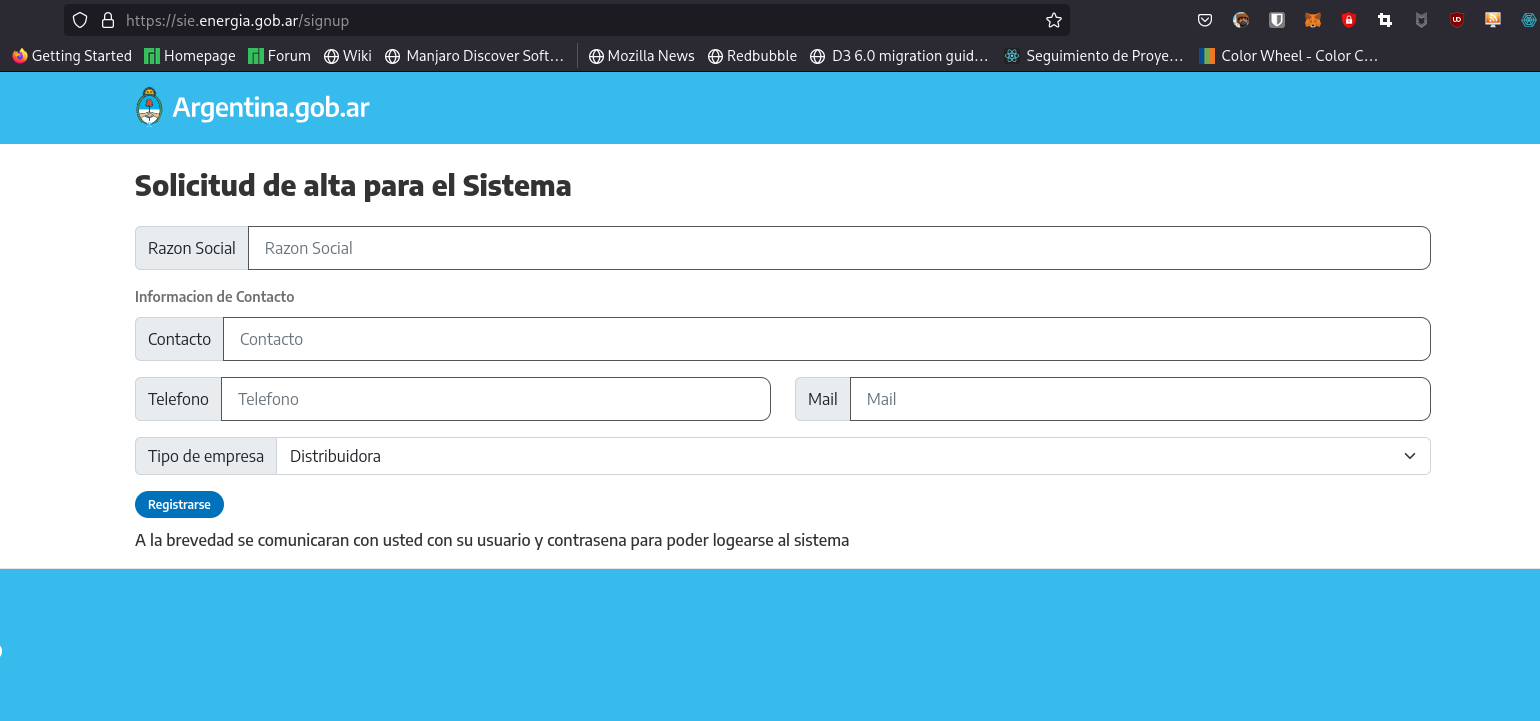 https://sie.energia.gob.ar/signup
Getting Started Homepage Forum Wiki Manjaro Discover Soft… Mozilla News Redbubble D3 6.0 migration guid… Seguimiento de Proye… Color Wheel - Color C…
Argentina.gob.ar
Solicitud de alta para el Sistema
Razon Social Razon Social
Informacion de Contacto
Contacto Contacto
Telefono Telefono Mail Mail
Tipo de empresa Distribuidora
Registrarse
A la brevedad se comunicaran con usted con su usuario y contrasena para poder logearse al sistema